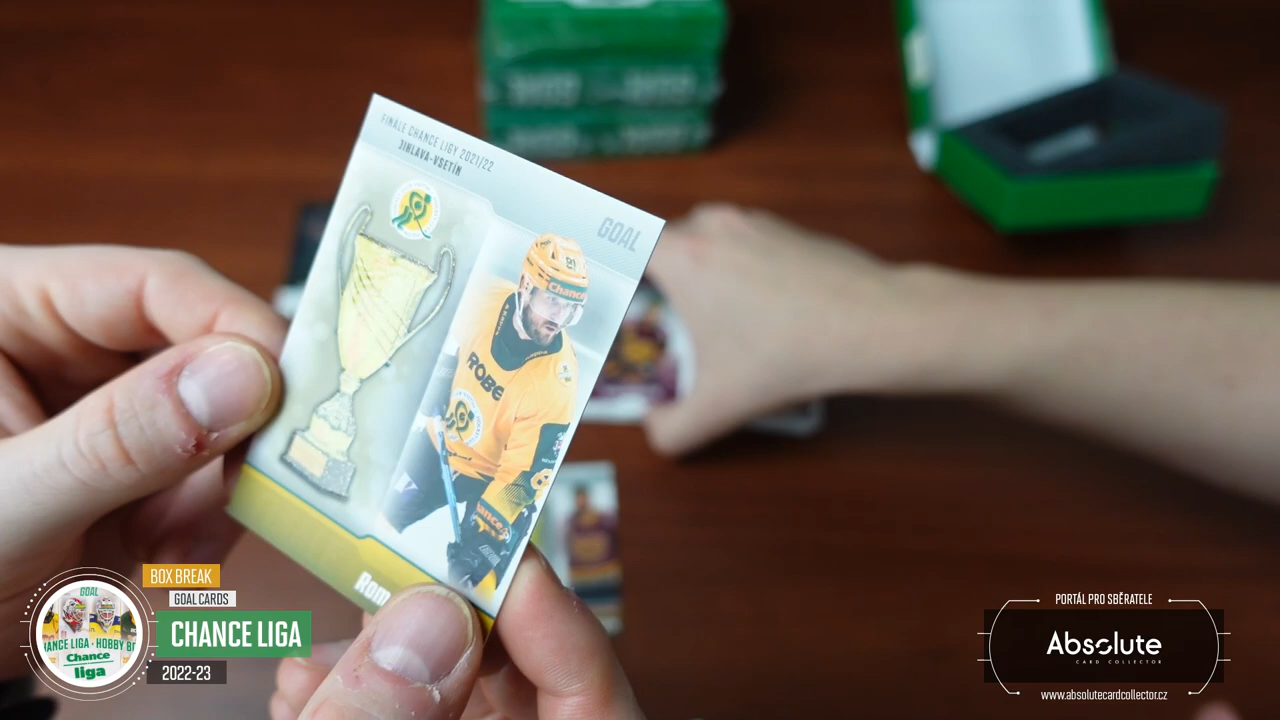 FINÁLE CHANCE LIGY 2021/22
JIHLAVA-VSETÍN
GOAL
21
Chance
ROBE
BOX BREAK
GOAL CARDS
CHANCE LIGA
2022-23
GOAL
Chance
liga
PORTÁL PRO SBĚRATELE
Absolute
CARD COLLECTOR
www.absolutecardcollector.cz